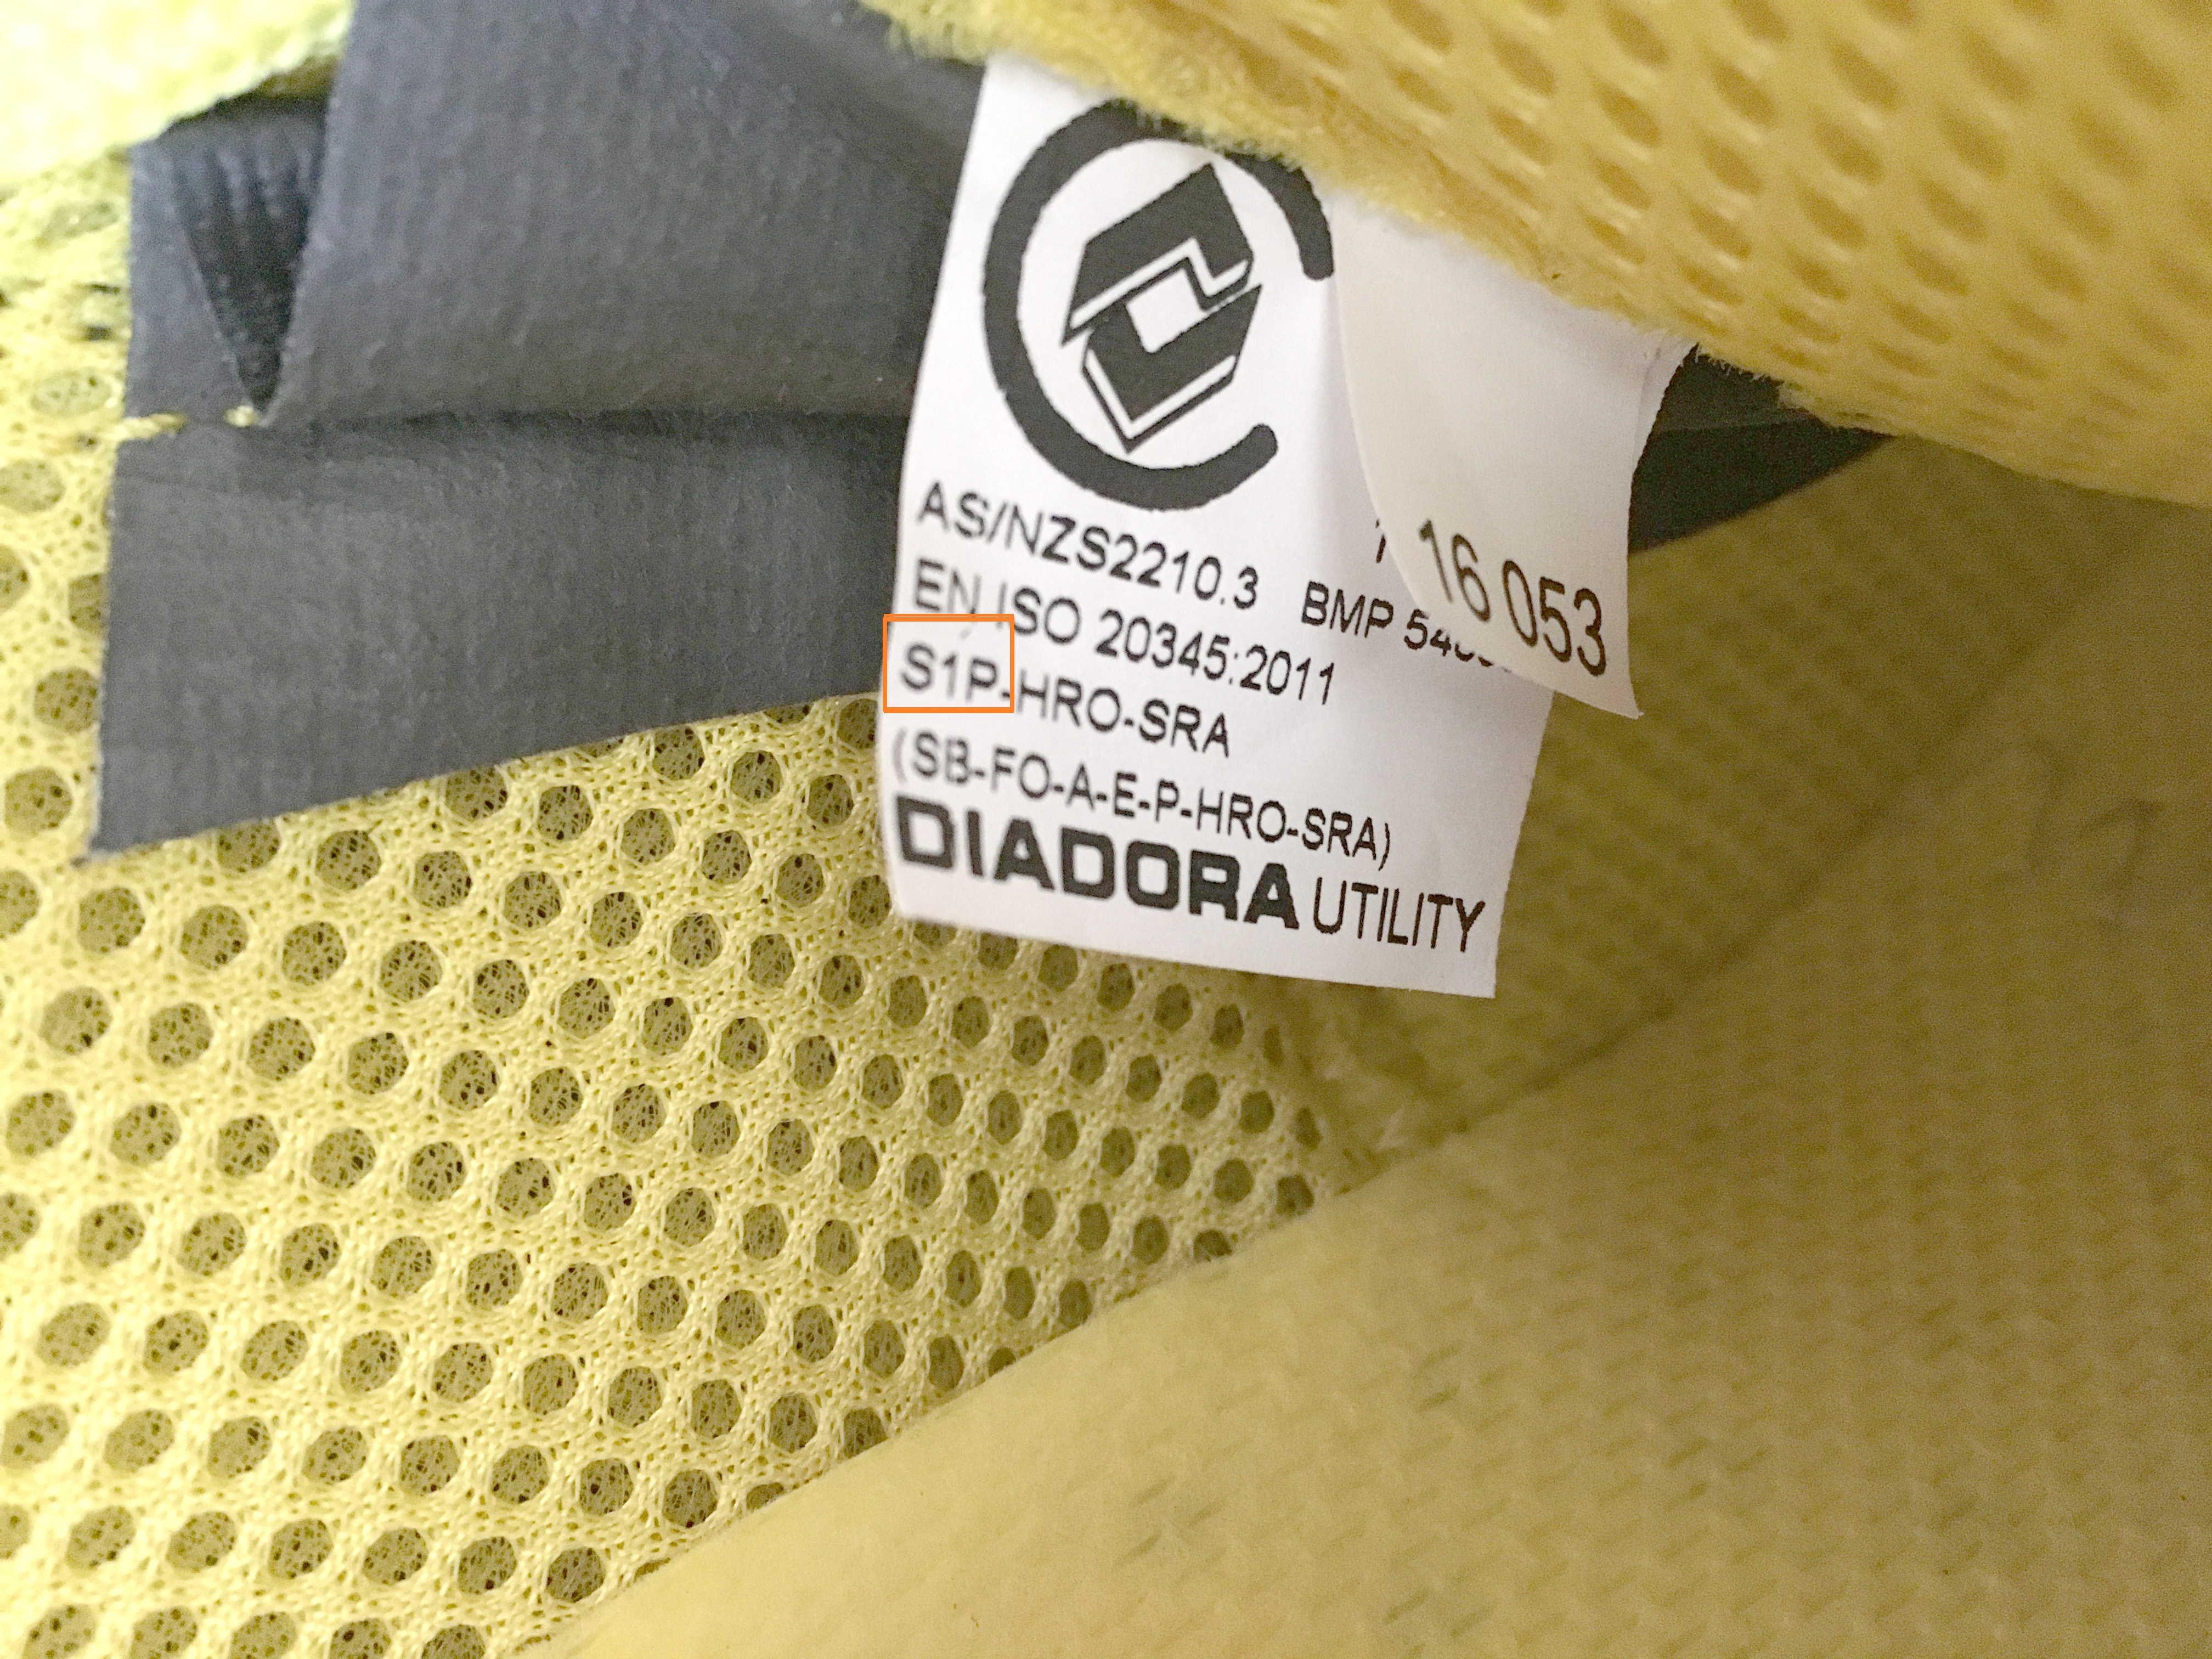 AS/NZS2210.3 BMP
EN ISO 20345:2011
S1P-HRO-SRA
(SB-FO-A-E-P-HRO-SRA)
DIADORA UTILITY
16 053